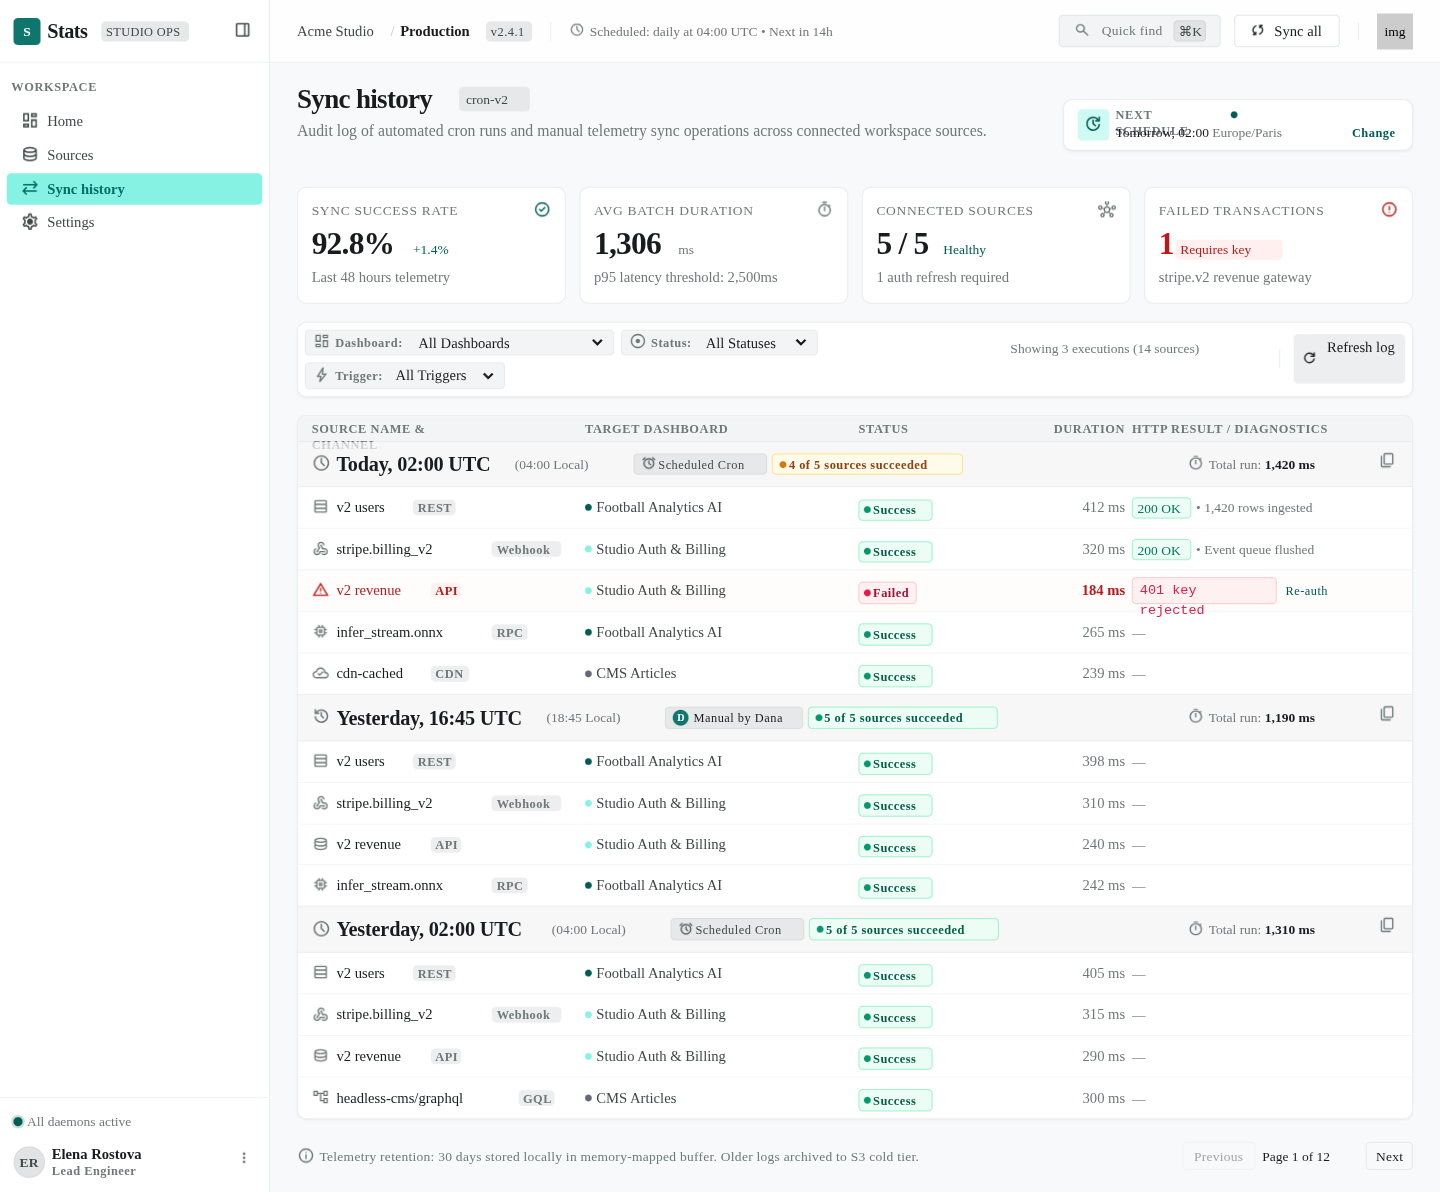 S Stats STUDIO OPS
WORKSPACE
Home
Sources
Sync history
Settings
All daemons active
ER Elena Rostova
Lead Engineer
Acme Studio / Production v2.4.1 Scheduled: daily at 04:00 UTC • Next in 14h Quick find ⌘K Sync all img
Sync history cron-v2
Audit log of automated cron runs and manual telemetry sync operations across connected workspace sources.
NEXT
SCHEDULE
Tomorrow, 02:00 Europe/Paris Change
SYNC SUCCESS RATE
92.8% +1.4%
Last 48 hours telemetry
AVG BATCH DURATION
1,306 ms
p95 latency threshold: 2,500ms
CONNECTED SOURCES
5 / 5 Healthy
1 auth refresh required
FAILED TRANSACTIONS
1 Requires key
stripe.v2 revenue gateway
Dashboard: All Dashboards Status: All Statuses
Trigger: All Triggers
Showing 3 executions (14 sources)
Refresh log
SOURCE NAME & TARGET DASHBOARD STATUS DURATION HTTP RESULT / DIAGNOSTICS
CHANNEL
Today, 02:00 UTC (04:00 Local) Scheduled Cron 4 of 5 sources succeeded Total run: 1,420 ms
v2 users REST Football Analytics AI Success 412 ms 200 OK • 1,420 rows ingested
stripe.billing_v2 Webhook Studio Auth & Billing Success 320 ms 200 OK • Event queue flushed
v2 revenue API Studio Auth & Billing Failed 184 ms 401 key Re-auth
rejected
infer_stream.onnx RPC Football Analytics AI Success 265 ms —
cdn-cached CDN CMS Articles Success 239 ms —
Yesterday, 16:45 UTC (18:45 Local) D Manual by Dana 5 of 5 sources succeeded Total run: 1,190 ms
v2 users REST Football Analytics AI Success 398 ms —
stripe.billing_v2 Webhook Studio Auth & Billing Success 310 ms —
v2 revenue API Studio Auth & Billing Success 240 ms —
infer_stream.onnx RPC Football Analytics AI Success 242 ms —
Yesterday, 02:00 UTC (04:00 Local) Scheduled Cron 5 of 5 sources succeeded Total run: 1,310 ms
v2 users REST Football Analytics AI Success 405 ms —
stripe.billing_v2 Webhook Studio Auth & Billing Success 315 ms —
v2 revenue API Studio Auth & Billing Success 290 ms —
headless-cms/graphql GQL CMS Articles Success 300 ms —
Telemetry retention: 30 days stored locally in memory-mapped buffer. Older logs archived to S3 cold tier. Previous Page 1 of 12 Next